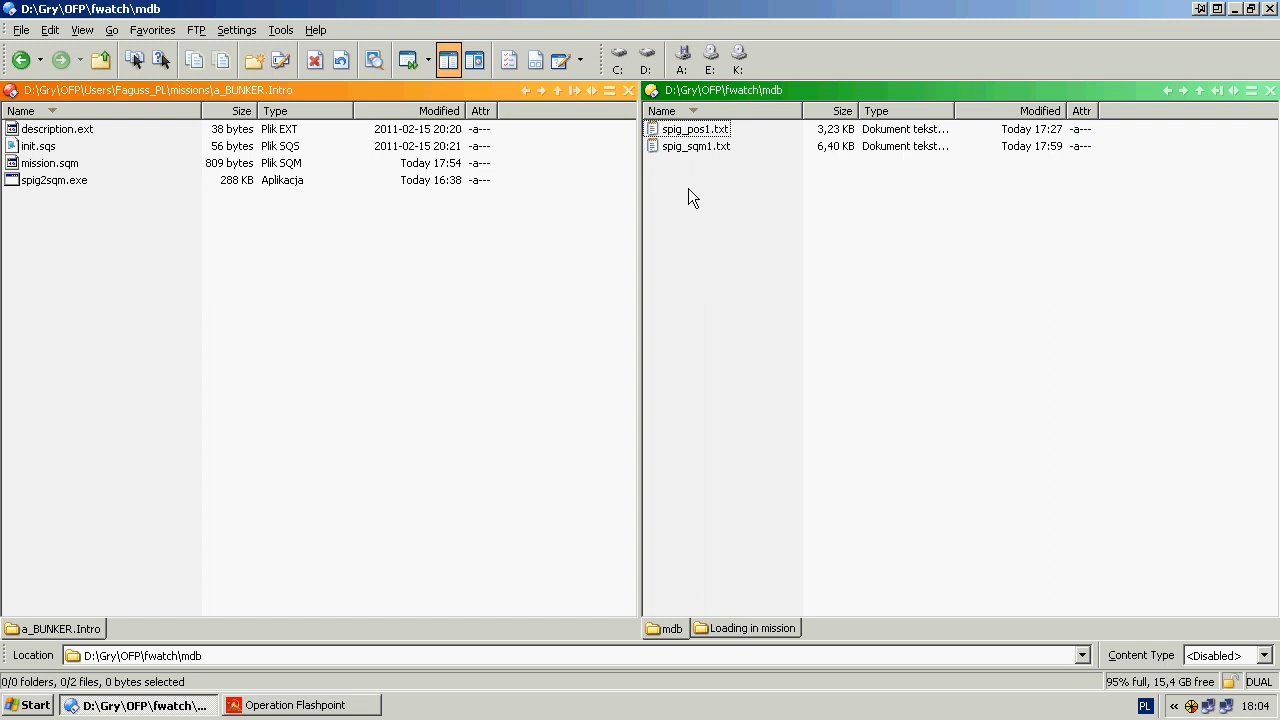 D:\Gry\OFP\fwatch\mdb
File Edit View Go Favorites FTP Settings Tools Help
C: D: A: E: K:
D:\Gry\OFP\Users\Faguss_PL\missions\a_BUNKER.Intro
Name Size Type Modified Attr
description.ext 38 bytes Plik EXT 2011-02-15 20:20 -a---
init.sqs 56 bytes Plik SQS 2011-02-15 20:21 -a---
mission.sqm 809 bytes Plik SQM Today 17:54 -a---
spig2sqm.exe 288 KB Aplikacja Today 16:38 -a---
a_BUNKER.Intro
D:\Gry\OFP\fwatch\mdb
Name Size Type Modified Attr
spig_pos1.txt 3,23 KB Dokument tekst... Today 17:27 -a---
spig_sqm1.txt 6,40 KB Dokument tekst... Today 17:59 -a---
mdb Loading in mission
Location D:\Gry\OFP\fwatch\mdb Content Type <Disabled>
0/0 folders, 0/2 files, 0 bytes selected 95% full, 15,4 GB free DUAL
Start D:\Gry\OFP\fwatch\... Operation Flashpoint PL « 18:04